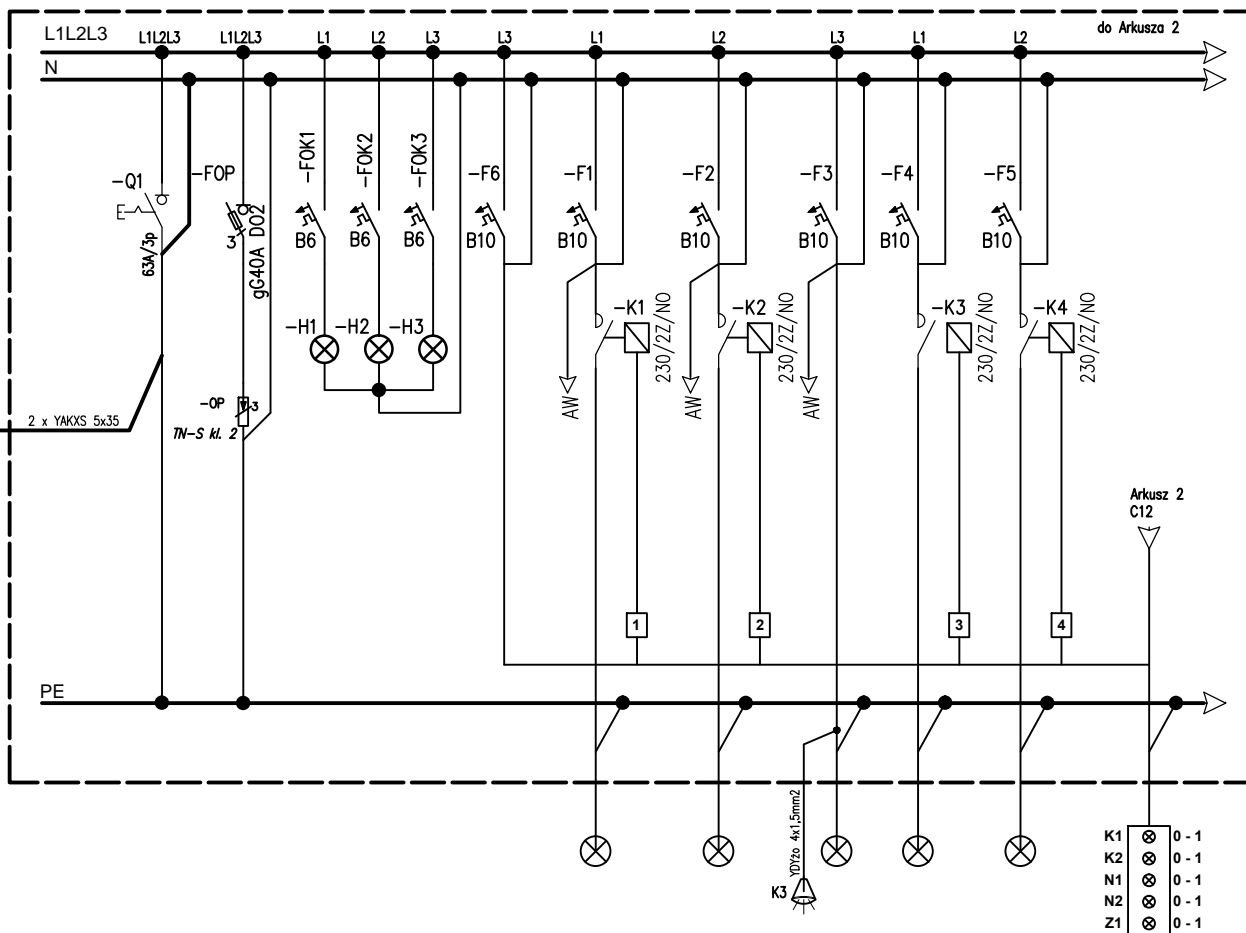 do Arkusza 2
L1L2L3
L1L2L3
L1L2L3
L1
L2
L3
L3
L1
L2
L3
L1
L2
N
-Q1
63A/3p
-FOP
3
gG40A D02
-FOK1
-FOK2
-FOK3
-F6
-F1
-F2
-F3
-F4
-F5
B6
B6
B6
B10
B10
B10
B10
B10
B10
-H1
-H2
-H3
-K1
230/2Z/NO
-K2
230/2Z/NO
-K3
230/2Z/NO
-K4
230/2Z/NO
AW
AW
AW
2 x YAKXS 5x35
-OP
3
TN-S kl. 2
Arkusz 2
C12
1
2
3
4
PE
YDYżo 4x1,5mm2
K3
K1 0 - 1
K2 0 - 1
N1 0 - 1
N2 0 - 1
Z1 0 - 1